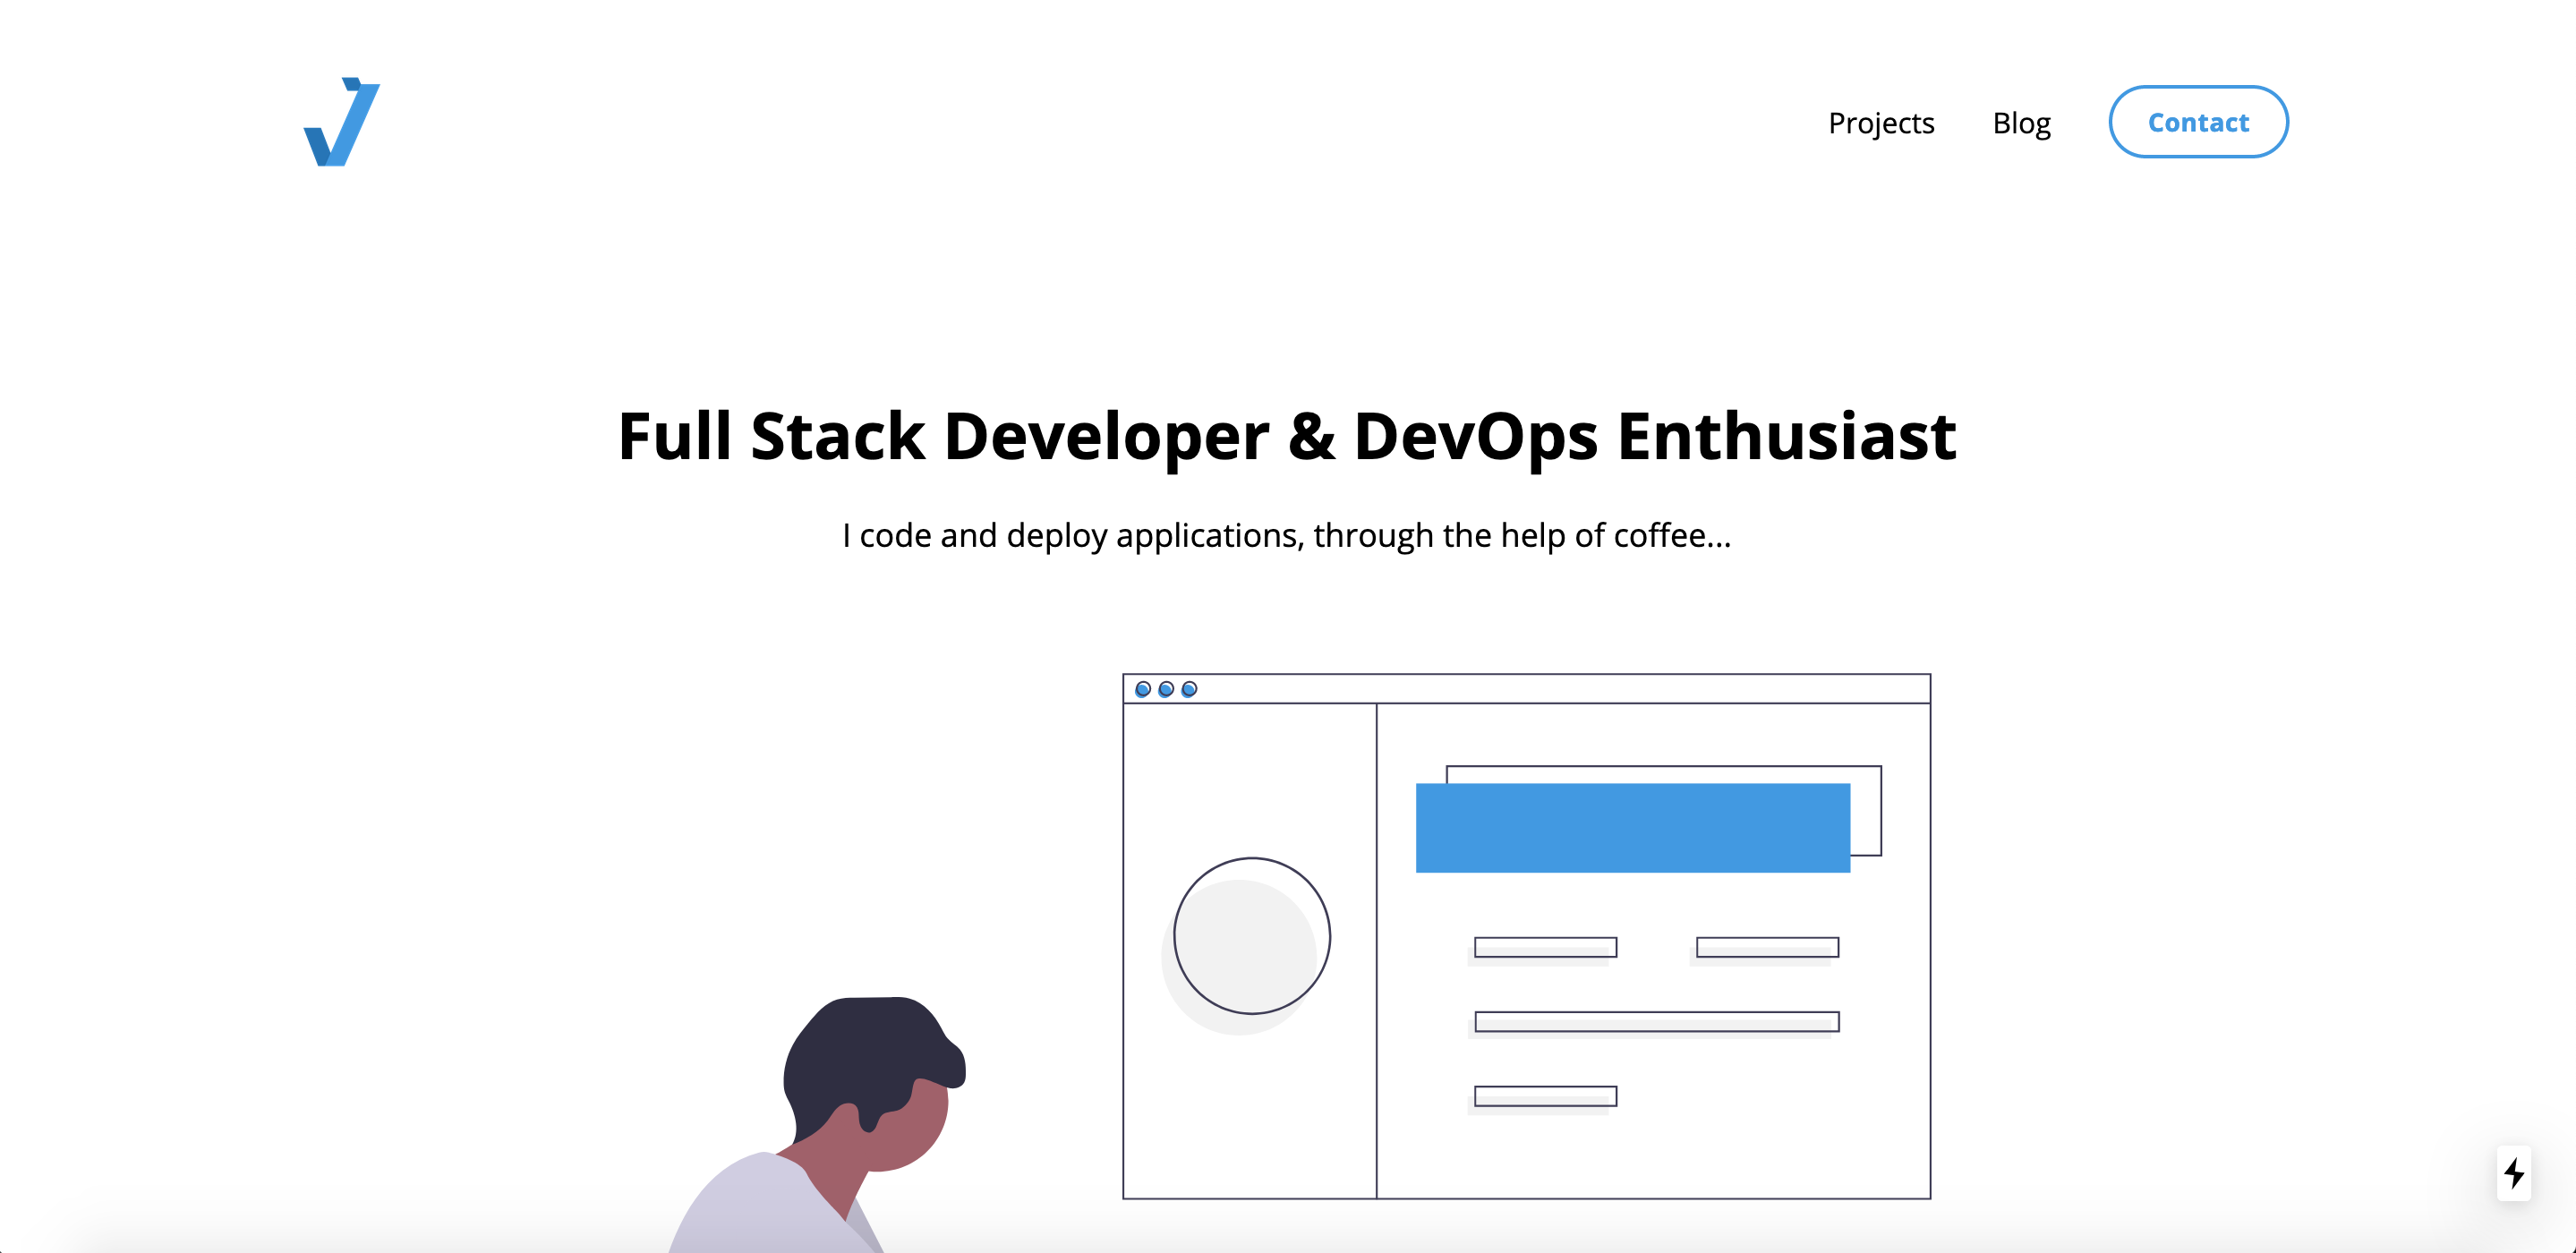 Projects Blog Contact
Full Stack Developer & DevOps Enthusiast
I code and deploy applications, through the help of coffee...